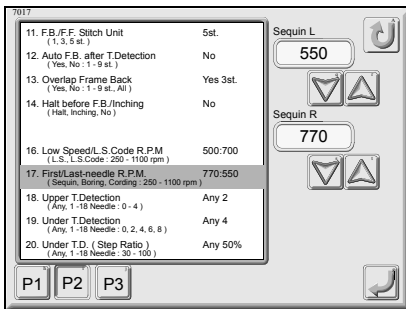 7017
11. F.B./F.F. Stitch Unit 5st.
( 1, 3, 5 st. )
12. Auto F.B. after T.Detection No
( Yes, No : 1 - 9 st. )
13. Overlap Frame Back Yes 3st.
( Yes, No : 1 - 9 st., All )
14. Halt before F.B./Inching No
( Halt, Inching, No )
16. Low Speed/L.S.Code R.P.M 500:700
( L.S., L.S.Code : 250 - 1100 rpm )
17. First/Last-needle R.P.M. 770:550
( Sequin, Boring, Cording : 250 - 1100 rpm )
18. Upper T.Detection Any 2
( Any, 1 -18 Needle : 0 - 4 )
19. Under T.Detection Any 4
( Any, 1 -18 Needle : 0, 2, 4, 6, 8 )
20. Under T.D. ( Step Ratio ) Any 50%
( Any, 1 -18 Needle : 30 - 100 )
Sequin L
550
Sequin R
770
P1 P2 P3